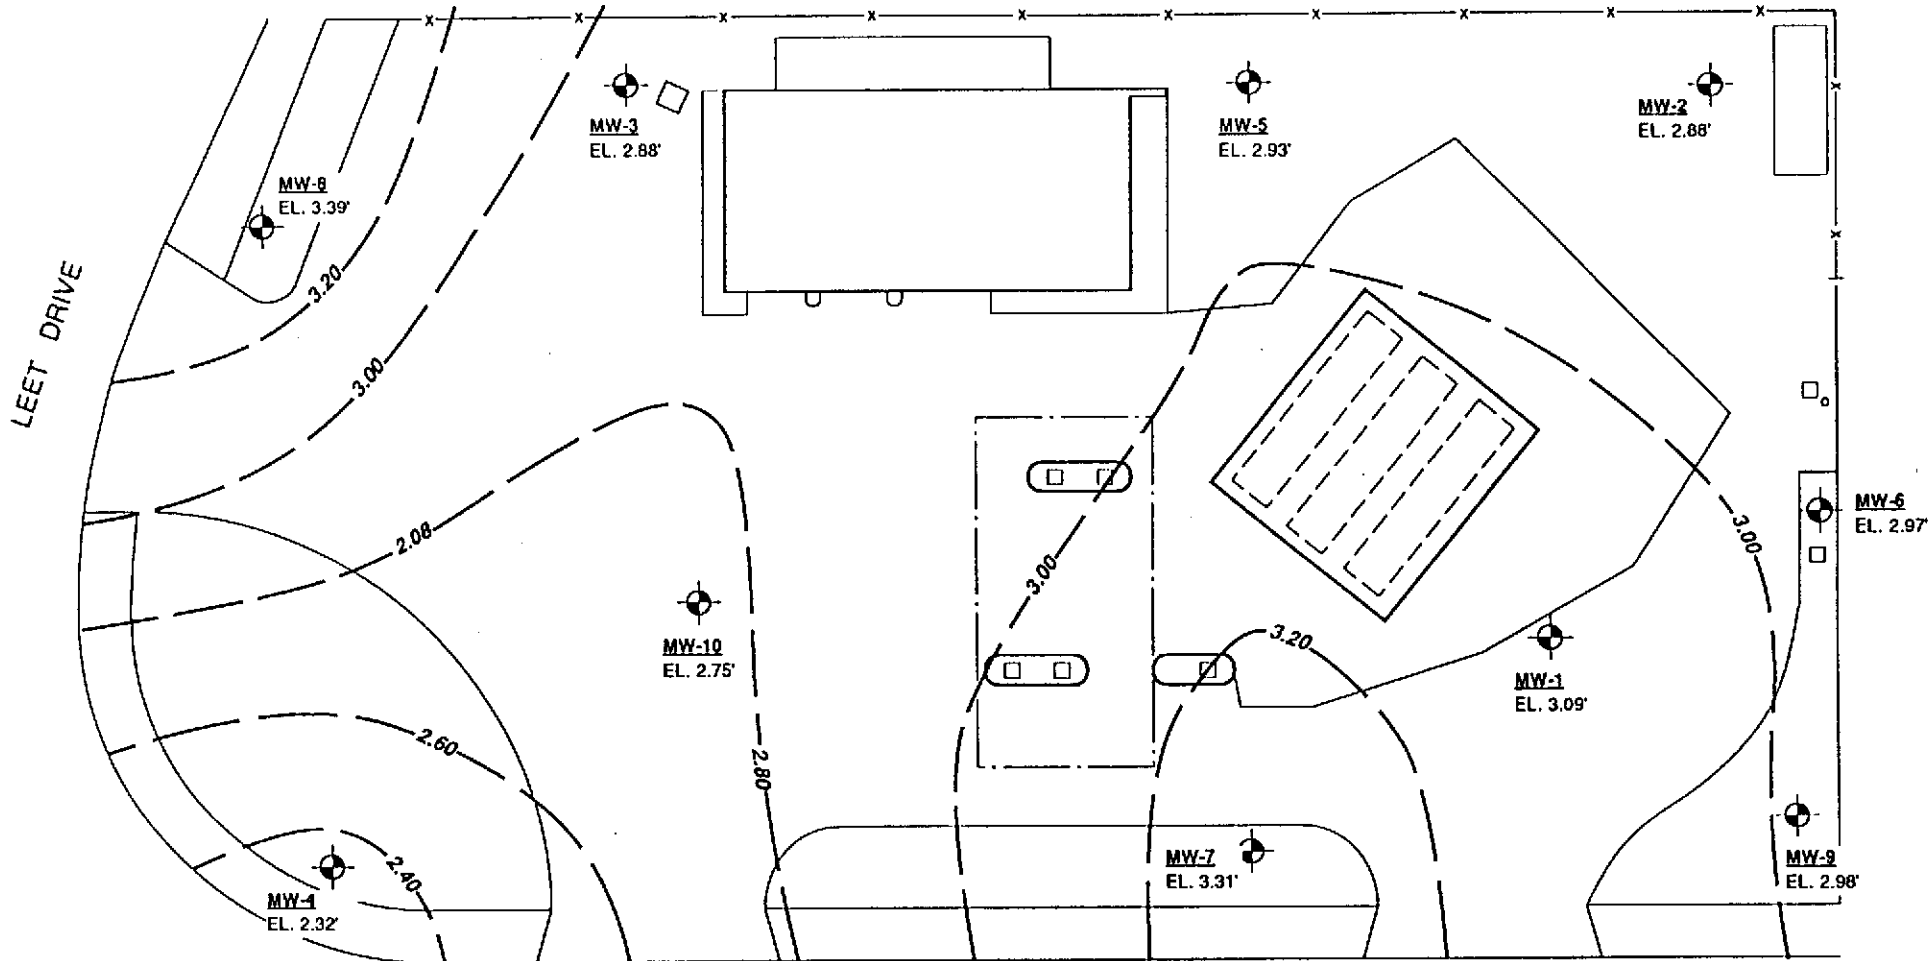 MW-3
EL. 2.88'
MW-5
EL. 2.93'
MW-2
EL. 2.88'
MW-8
EL. 3.39'
LEET DRIVE
3.20
3.00
2.08
3.00
3.00
MW-6
EL. 2.97'
MW-10
EL. 2.75'
3.20
MW-1
EL. 3.09'
2.60
2.80
MW-7
EL. 3.31'
MW-9
EL. 2.98'
2.40
MW-4
EL. 2.32'